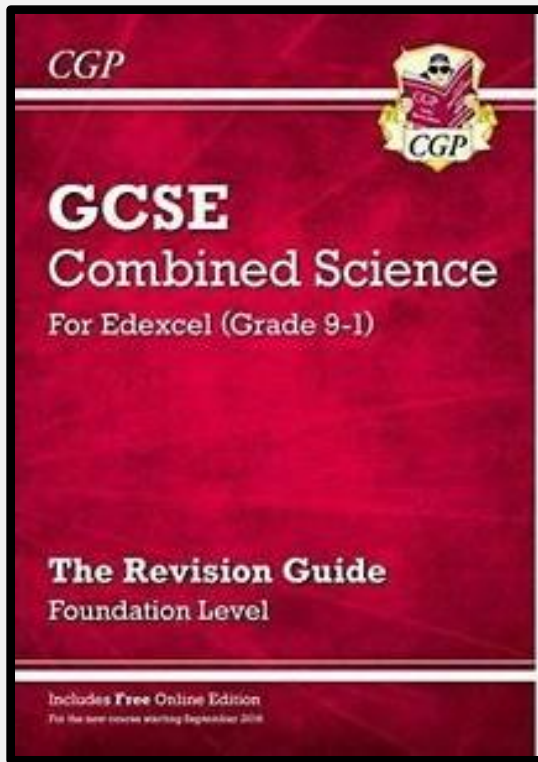 CGP
CGP
GCSE
Combined Science
For Edexcel (Grade 9-1)
The Revision Guide
Foundation Level
Includes Free Online Edition
For the new course starting September 2016